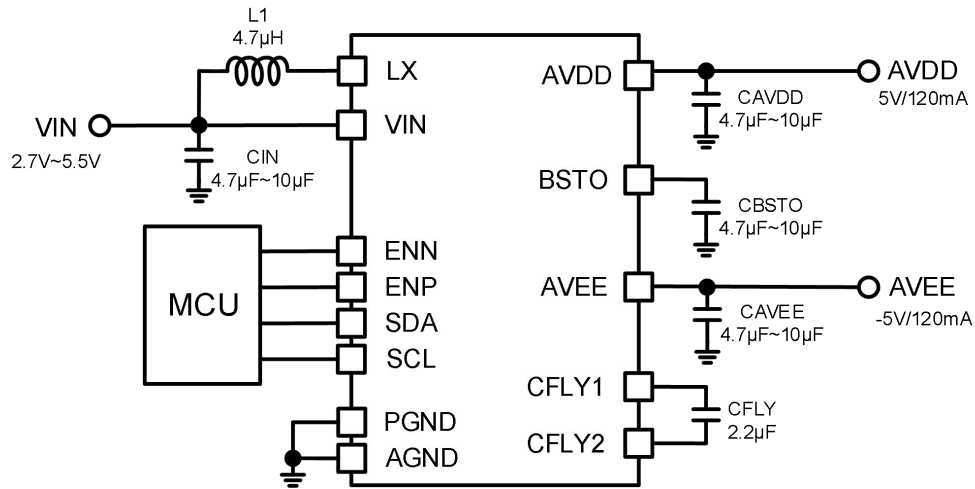 L1
4.7μH
LX
VIN
VIN
2.7V~5.5V
CIN
4.7μF~10μF
MCU
ENN
ENP
SDA
SCL
PGND
AGND
AVDD
CAVDD
4.7μF~10μF
AVDD
5V/120mA
BSTO
CBSTO
4.7μF~10μF
AVEE
CAVEE
4.7μF~10μF
AVEE
-5V/120mA
CFLY1
CFLY2
CFLY
2.2μF